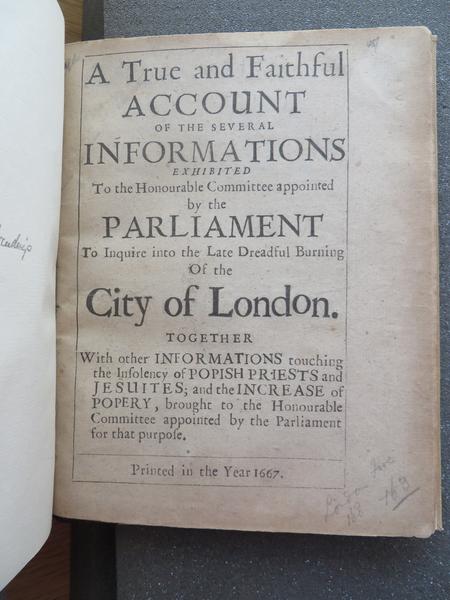 A True and Faithful
ACCOUNT
OF THE SEVERAL
INFORMATIONS
EXHIBITED
To the Honourable Committee appointed
by the
PARLIAMENT
To Inquire into the Late Dreadful Burning
Of the
City of London.
TOGETHER
With other INFORMATIONS touching
the Insolency of POPISH PRIESTS and
JESUITES; and the INCREASE of
POPERY, brought to the Honourable
Committee appointed by the Parliament
for that purpose.
Printed in the Year 1667.